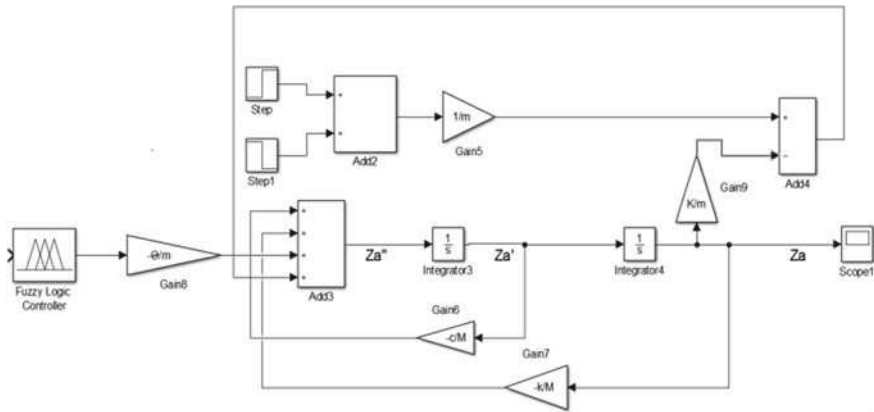 Step
Step1
+
+
Add2
1/m
Gain5
+
−
Add4
K/m
Gain9
Fuzzy Logic
Controller
-Θ/m
Gain8
+
+
+
+
Add3
Za"
1
s
Integrator3
Za'
1
s
Integrator4
Za
Scope1
Gain6
-c/M
Gain7
-k/M